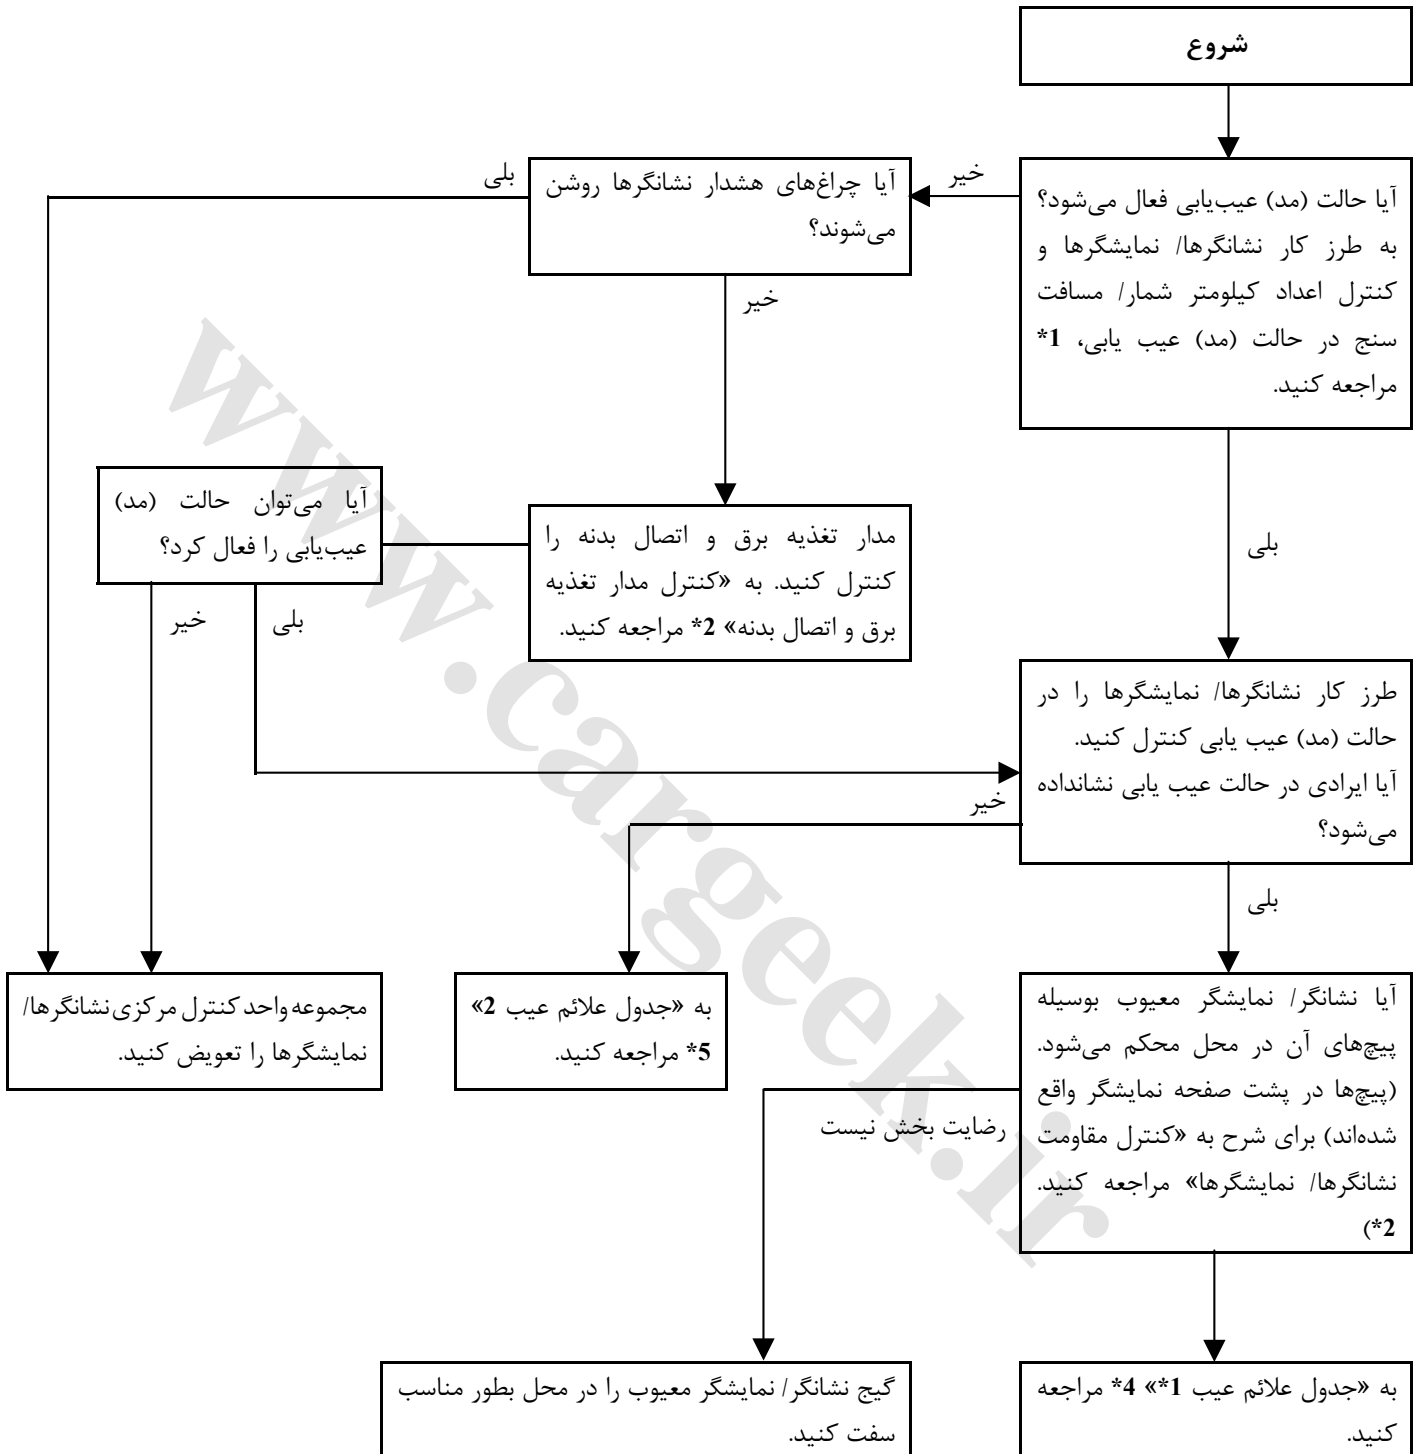 شروع
آیا حالت (مد) عیب‌یابی فعال می‌شود؟
به طرز کار نشانگرها/ نمایشگرها و
کنترل اعداد کیلومتر شمار/ مسافت
سنج در حالت (مد) عیب یابی، 1*
مراجعه کنید.
خیر
آیا چراغ‌های هشدار نشانگرها روشن
می‌شوند؟
بلی
خیر
بلی
مدار تغذیه برق و اتصال بدنه را
کنترل کنید. به «کنترل مدار تغذیه
برق و اتصال بدنه» 2* مراجعه کنید.
آیا می‌توان حالت (مد)
عیب‌یابی را فعال کرد؟
بلی
خیر
طرز کار نشانگرها/ نمایشگرها را در
حالت (مد) عیب یابی کنترل کنید.
آیا ایرادی در حالت عیب یابی نشانداده
می‌شود؟
خیر
بلی
آیا نشانگر/ نمایشگر معیوب بوسیله
پیچ‌های آن در محل محکم می‌شود.
(پیچ‌ها در پشت صفحه نمایشگر واقع
شده‌اند) برای شرح به «کنترل مقاومت
نشانگرها/ نمایشگرها» مراجعه کنید.
2*)
به «جدول علائم عیب 2»
5* مراجعه کنید.
مجموعه واحد کنترل مرکزی نشانگرها/
نمایشگرها را تعویض کنید.
رضایت بخش نیست
به «جدول علائم عیب 1*» 4* مراجعه
کنید.
گیج نشانگر/ نمایشگر معیوب را در محل بطور مناسب
سفت کنید.
www.cargeek.ir